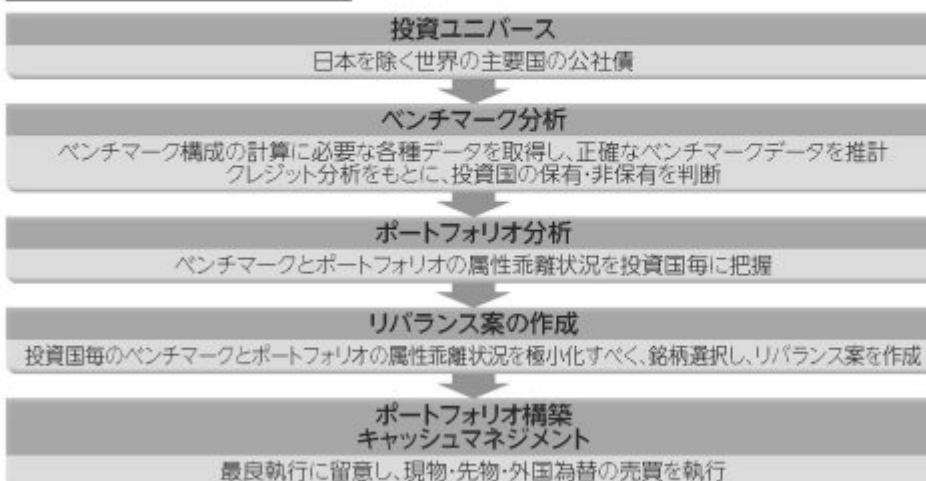 投資ユニバース
日本を除く世界の主要国の公社債
ベンチマーク分析
ベンチマーク構成の計算に必要な各種データを取得し、正確なベンチマークデータを推計
クレジット分析をもとに、投資国の保有・非保有を判断
ポートフォリオ分析
ベンチマークとポートフォリオの属性乖離状況を投資国毎に把握
リバランス案の作成
投資国毎のベンチマークとポートフォリオの属性乖離状況を極小化すべく、銘柄選択し、リバランス案を作成
ポートフォリオ構築
キャッシュマネジメント
最良執行に留意し、現物・先物・外国為替の売買を執行